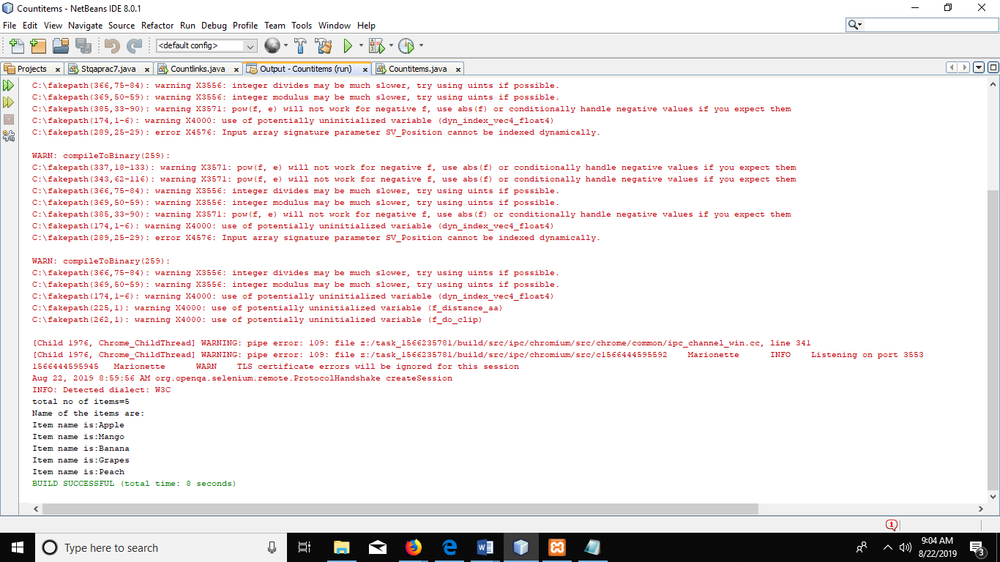 Countitems - NetBeans IDE 8.0.1
File Edit View Navigate Source Refactor Run Debug Profile Team Tools Window Help
<default config>
Projects Stqaprac7.java Countlinks.java Output - Countitems (run) Countitems.java
C:\fakepath(366,75-84): warning X3556: integer divides may be much slower, try using uints if possible.
C:\fakepath(369,50-59): warning X3556: integer modulus may be much slower, try using uints if possible.
C:\fakepath(385,33-90): warning X3571: pow(f, e) will not work for negative f, use abs(f) or conditionally handle negative values if you expect them
C:\fakepath(174,1-6): warning X4000: use of potentially uninitialized variable (dyn_index_vec4_float4)
C:\fakepath(289,25-29): error X4576: Input array signature parameter SV_Position cannot be indexed dynamically.
WARN: compileToBinary(259):
C:\fakepath(337,18-133): warning X3571: pow(f, e) will not work for negative f, use abs(f) or conditionally handle negative values if you expect them
C:\fakepath(343,62-116): warning X3571: pow(f, e) will not work for negative f, use abs(f) or conditionally handle negative values if you expect them
C:\fakepath(366,75-84): warning X3556: integer divides may be much slower, try using uints if possible.
C:\fakepath(369,50-59): warning X3556: integer modulus may be much slower, try using uints if possible.
C:\fakepath(385,33-90): warning X3571: pow(f, e) will not work for negative f, use abs(f) or conditionally handle negative values if you expect them
C:\fakepath(174,1-6): warning X4000: use of potentially uninitialized variable (dyn_index_vec4_float4)
C:\fakepath(289,25-29): error X4576: Input array signature parameter SV_Position cannot be indexed dynamically.
WARN: compileToBinary(259):
C:\fakepath(366,75-84): warning X3556: integer divides may be much slower, try using uints if possible.
C:\fakepath(369,50-59): warning X3556: integer modulus may be much slower, try using uints if possible.
C:\fakepath(174,1-6): warning X4000: use of potentially uninitialized variable (dyn_index_vec4_float4)
C:\fakepath(225,1): warning X4000: use of potentially uninitialized variable (f_distance_aa)
C:\fakepath(262,1): warning X4000: use of potentially uninitialized variable (f_do_clip)
[Child 1976, Chrome_ChildThread] WARNING: pipe error: 109: file z:/task_1566235781/build/src/ipc/chromium/src/chrome/common/ipc_channel_win.cc, line 341
[Child 1976, Chrome_ChildThread] WARNING: pipe error: 109: file z:/task_1566235781/build/src/ipc/chromium/src/c1566444595592 Marionette INFO Listening on port 3553
1566444595945 Marionette WARN TLS certificate errors will be ignored for this session
Aug 22, 2019 8:59:56 AM org.openqa.selenium.remote.ProtocolHandshake createSession
INFO: Detected dialect: W3C
total no of items=5
Name of the items are:
Item name is:Apple
Item name is:Mango
Item name is:Banana
Item name is:Grapes
Item name is:Peach
BUILD SUCCESSFUL (total time: 8 seconds)
1
Type here to search
9:04 AM
8/22/2019
3